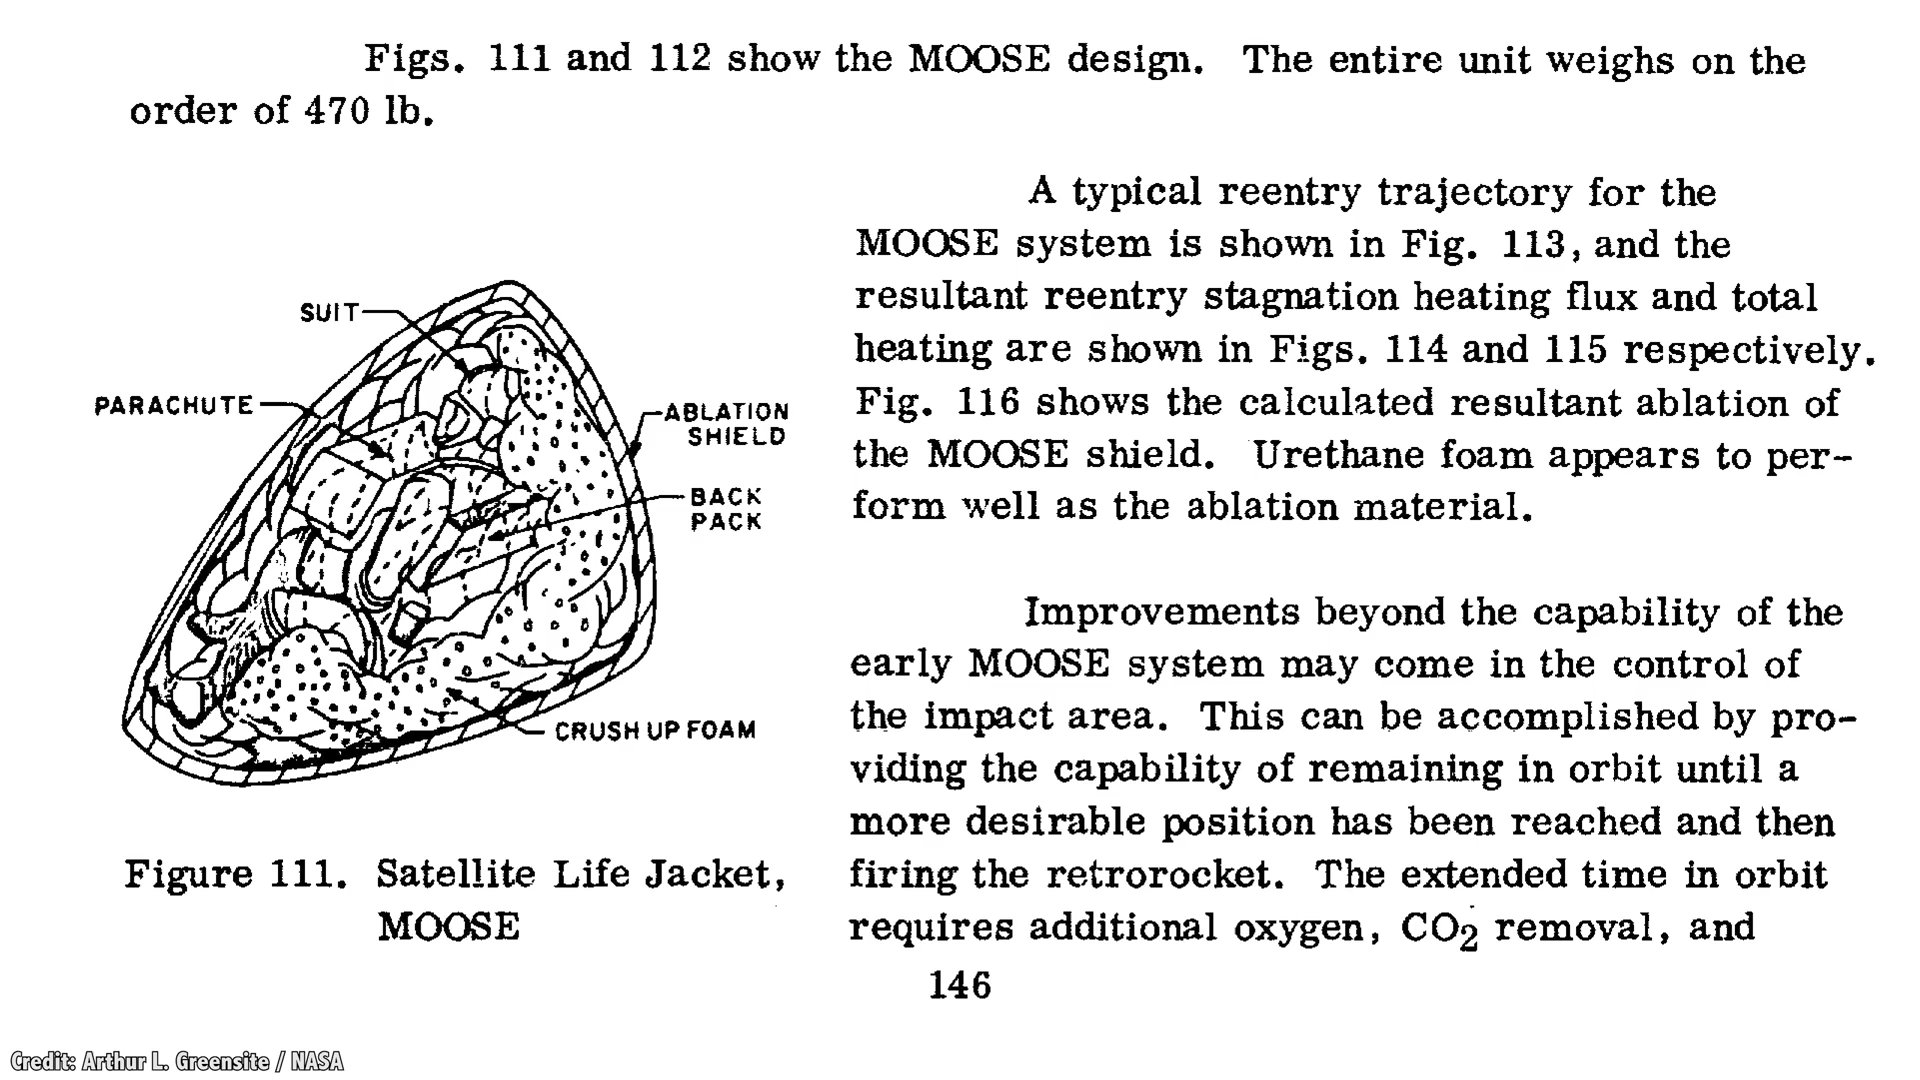 Figs. 111 and 112 show the MOOSE design. The entire unit weighs on the
order of 470 lb.
SUIT
PARACHUTE
ABLATION
SHIELD
BACK
PACK
CRUSH UP FOAM
Figure 111. Satellite Life Jacket,
MOOSE
A typical reentry trajectory for the
MOOSE system is shown in Fig. 113, and the
resultant reentry stagnation heating flux and total
heating are shown in Figs. 114 and 115 respectively.
Fig. 116 shows the calculated resultant ablation of
the MOOSE shield. Urethane foam appears to per-
form well as the ablation material.
Improvements beyond the capability of the
early MOOSE system may come in the control of
the impact area. This can be accomplished by pro-
viding the capability of remaining in orbit until a
more desirable position has been reached and then
firing the retrorocket. The extended time in orbit
requires additional oxygen, CO2 removal, and
146
Credit: Arthur L. Greensite / NASA